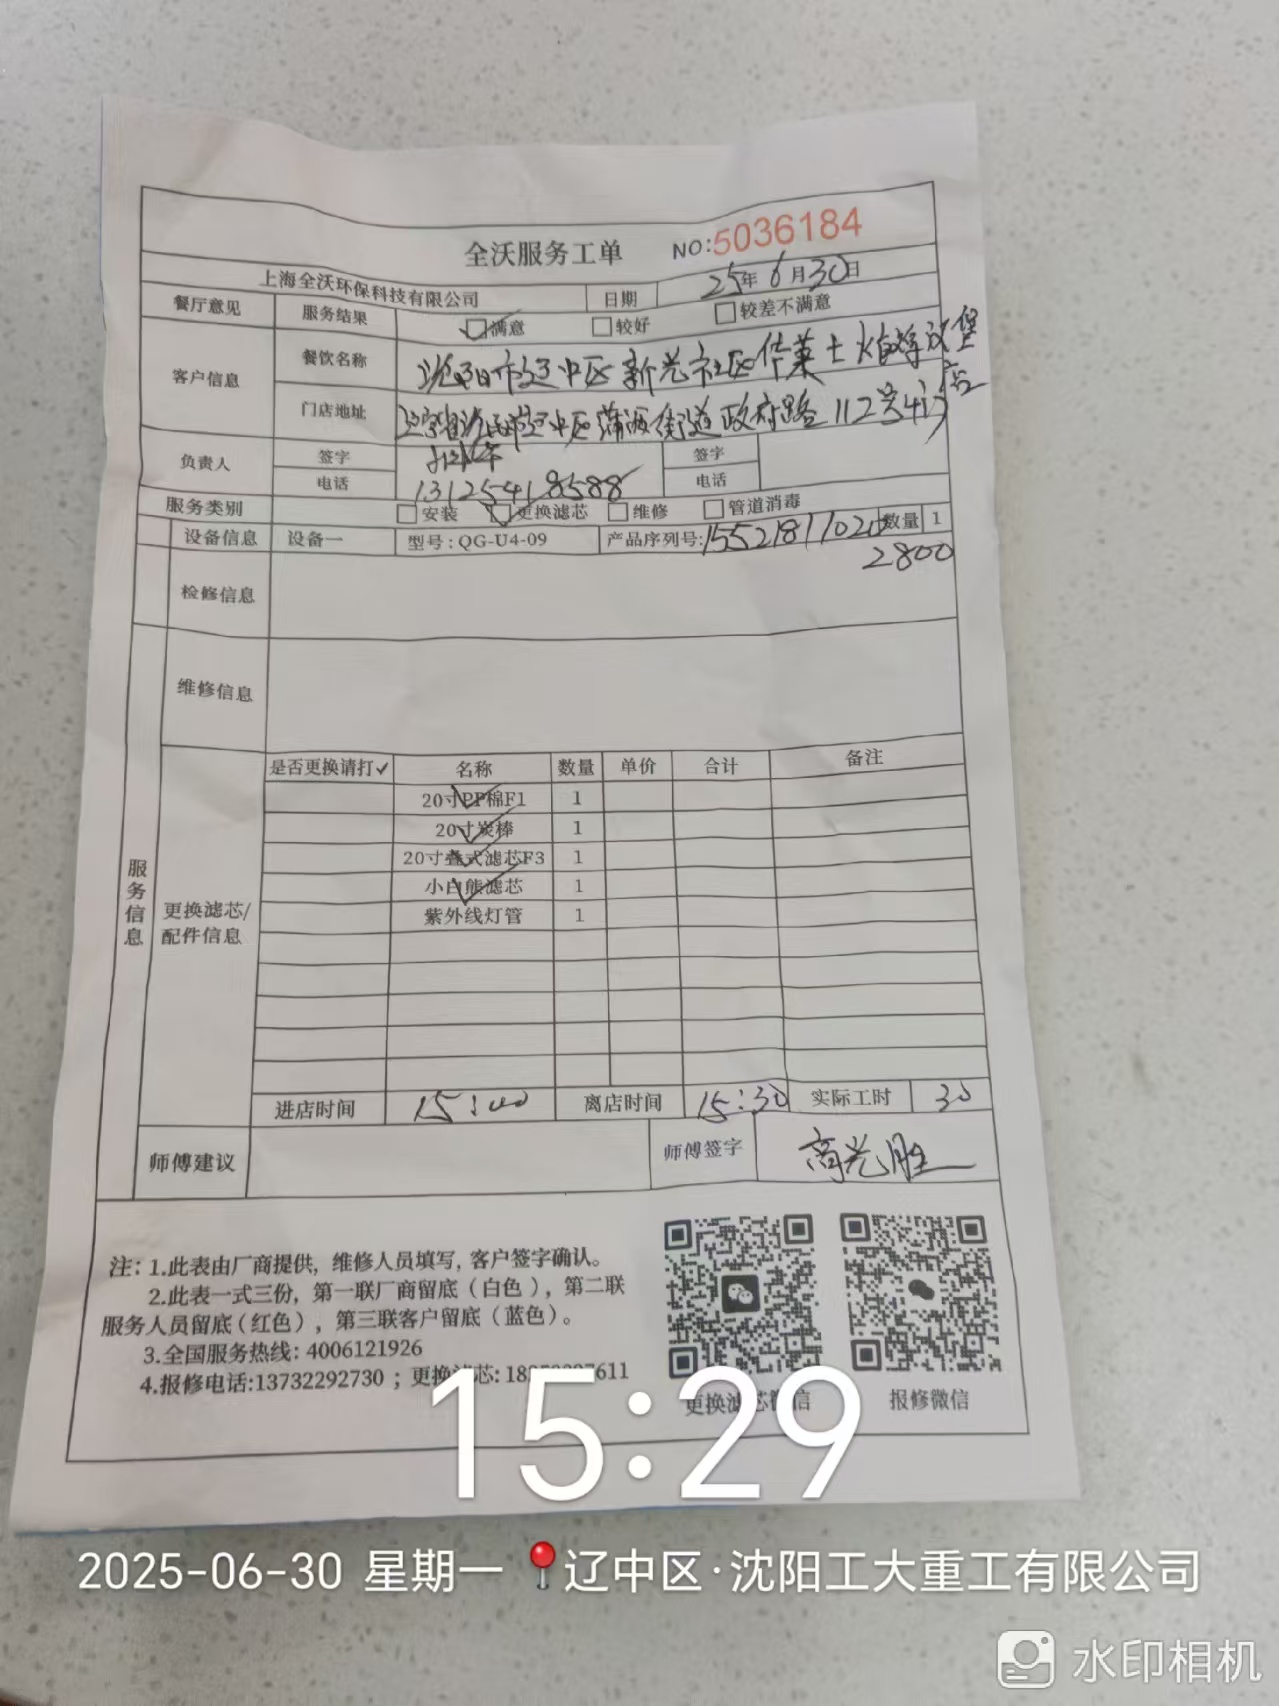 全沃服务工单 NO:5036184
上海全沃环保科技有限公司 日期 25年6月30日
餐厅意见 服务结果 满意 较好 较差不满意
客户信息 餐饮名称 沈阳市辽中区新光社区华莱士炸鸡汉堡店
门店地址 辽宁省沈阳市辽中区蒲西街道政府路112号4门
负责人 签字 签字
电话 13125418588 电话
服务类别 安装 更换滤芯 维修 管道消毒
设备信息 设备一 型号:QG-U4-09 产品序列号:155218171020 数量 1
2800
检修信息
维修信息
服务信息
更换滤芯/配件信息
是否更换请打✓ 名称 数量 单价 合计 备注
20寸PP棉F1 1
20寸炭棒 1
20寸叠式滤芯F3 1
小白熊滤芯 1
紫外线灯管 1
进店时间 15:00 离店时间 15:30 实际工时 30
师傅建议 师傅签字 高光胜
注:1.此表由厂商提供,维修人员填写,客户签字确认。
2.此表一式三份,第一联厂商留底(白色),第二联
服务人员留底(红色),第三联客户留底(蓝色)。
3.全国服务热线:4006121926
4.报修电话:13732292730;更换滤芯:
更换滤芯微信 报修微信
15:29
2025-06-30 星期一 辽中区·沈阳工大重工有限公司
水印相机